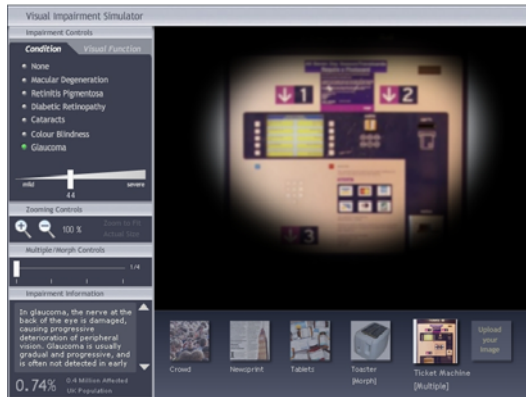 Visual Impairment Simulator
Impairment Controls
Condition
Visual Function
None
Macular Degeneration
Retinitis Pigmentosa
Diabetic Retinopathy
Cataracts
Colour Blindness
Glaucoma
mild
severe
44
Zooming Controls
100 %
Zoom to Fit
Actual Size
Multiple/Morph Controls
1/4
Impairment Information
In glaucoma, the nerve at the
back of the eye is damaged,
causing progressive
deterioration of peripheral
vision. Glaucoma is usually
gradual and progressive, and
is often not detected in early
0.74%
0.4 Million Affected
UK Population
1
2
3
Crowd
Newsprint
Tablets
Toaster
[Morph]
Ticket Machine
[Multiple]
Upload
your
image